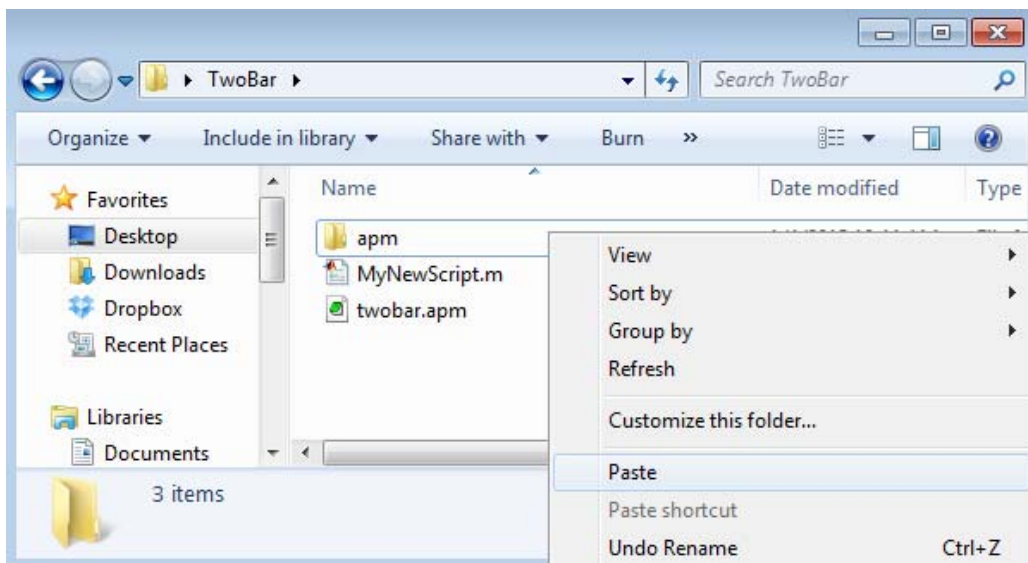 TwoBar
Search TwoBar
Organize
Include in library
Share with
Burn
»
Favorites
Desktop
Downloads
Dropbox
Recent Places
Libraries
Documents
Name
Date modified
Type
apm
MyNewScript.m
twobar.apm
View
Sort by
Group by
Refresh
Customize this folder...
Paste
Paste shortcut
Undo Rename Ctrl+Z
3 items